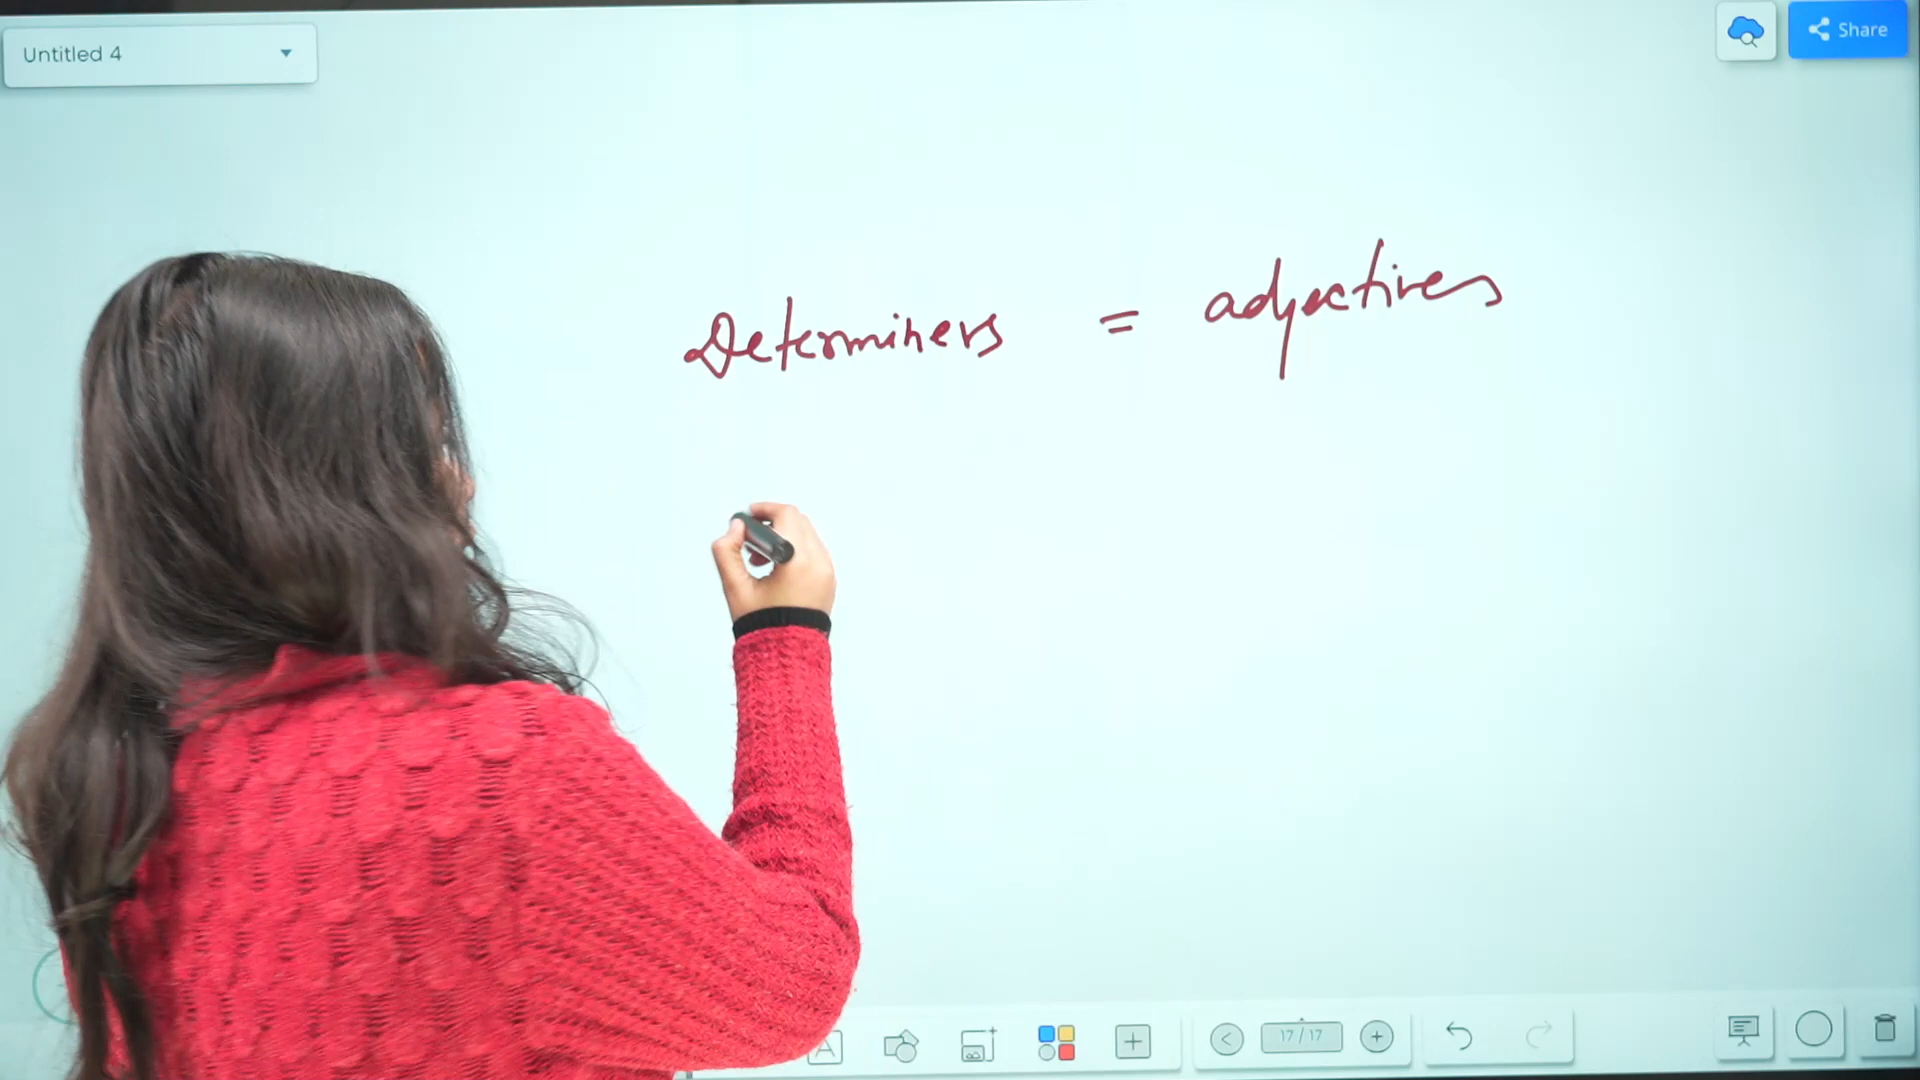 Untitled 4
Share
Determiners = adjectives
A
17/17